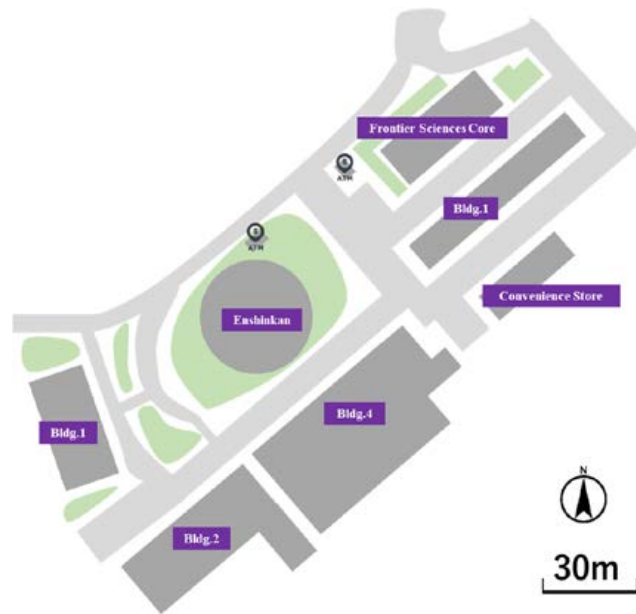 Frontier Sciences Core
$
ATM
Bldg.1
$
ATM
Convenience Store
Enshinkan
Bldg.4
Bldg.1
N
Bldg.2
30m